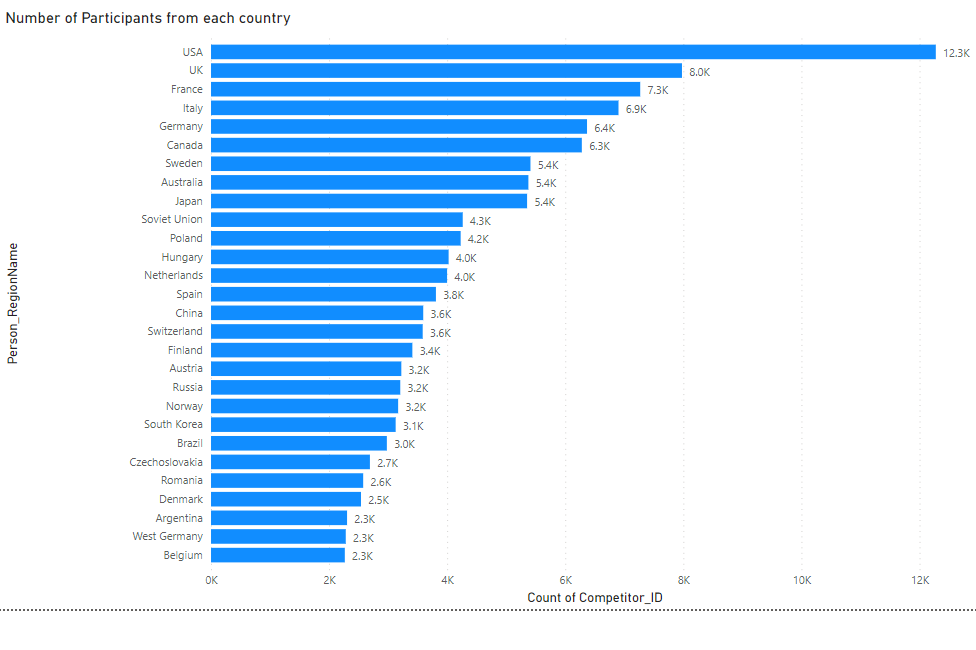 Number of Participants from each country
Person_RegionName
USA 12.3K
UK 8.0K
France 7.3K
Italy 6.9K
Germany 6.4K
Canada 6.3K
Sweden 5.4K
Australia 5.4K
Japan 5.4K
Soviet Union 4.3K
Poland 4.2K
Hungary 4.0K
Netherlands 4.0K
Spain 3.8K
China 3.6K
Switzerland 3.6K
Finland 3.4K
Austria 3.2K
Russia 3.2K
Norway 3.2K
South Korea 3.1K
Brazil 3.0K
Czechoslovakia 2.7K
Romania 2.6K
Denmark 2.5K
Argentina 2.3K
West Germany 2.3K
Belgium 2.3K
0K 2K 4K 6K 8K 10K 12K
Count of Competitor_ID